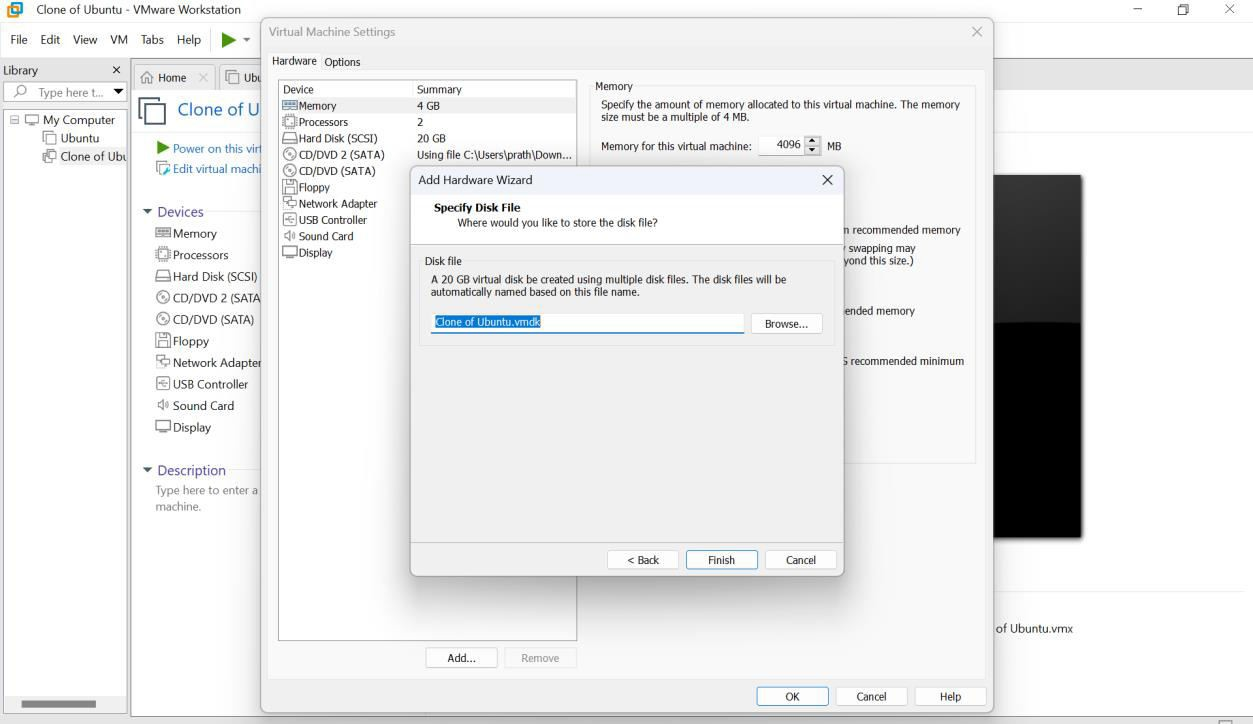 Clone of Ubuntu - VMware Workstation
File Edit View VM Tabs Help
Library
Type here t...
My Computer
Ubuntu
Clone of Ubu
Home
Ubu
Clone of U
Power on this virt
Edit virtual machi
Devices
Memory
Processors
Hard Disk (SCSI)
CD/DVD 2 (SATA
CD/DVD (SATA)
Floppy
Network Adapter
USB Controller
Sound Card
Display
Description
Type here to enter a
machine.
Virtual Machine Settings
Hardware Options
Device Summary
Memory 4 GB
Processors 2
Hard Disk (SCSI) 20 GB
CD/DVD 2 (SATA) Using file C:\Users\prath\Down...
CD/DVD (SATA)
Floppy
Network Adapter
USB Controller
Sound Card
Display
Memory
Specify the amount of memory allocated to this virtual machine. The memory
size must be a multiple of 4 MB.
Memory for this virtual machine: 4096 MB
recommended memory
swapping may
yond this size.)
ended memory
recommended minimum
Add Hardware Wizard
Specify Disk File
Where would you like to store the disk file?
Disk file
A 20 GB virtual disk be created using multiple disk files. The disk files will be
automatically named based on this file name.
Clone of Ubuntu.vmdk
Browse...
< Back Finish Cancel
Add... Remove
OK Cancel Help
of Ubuntu.vmx